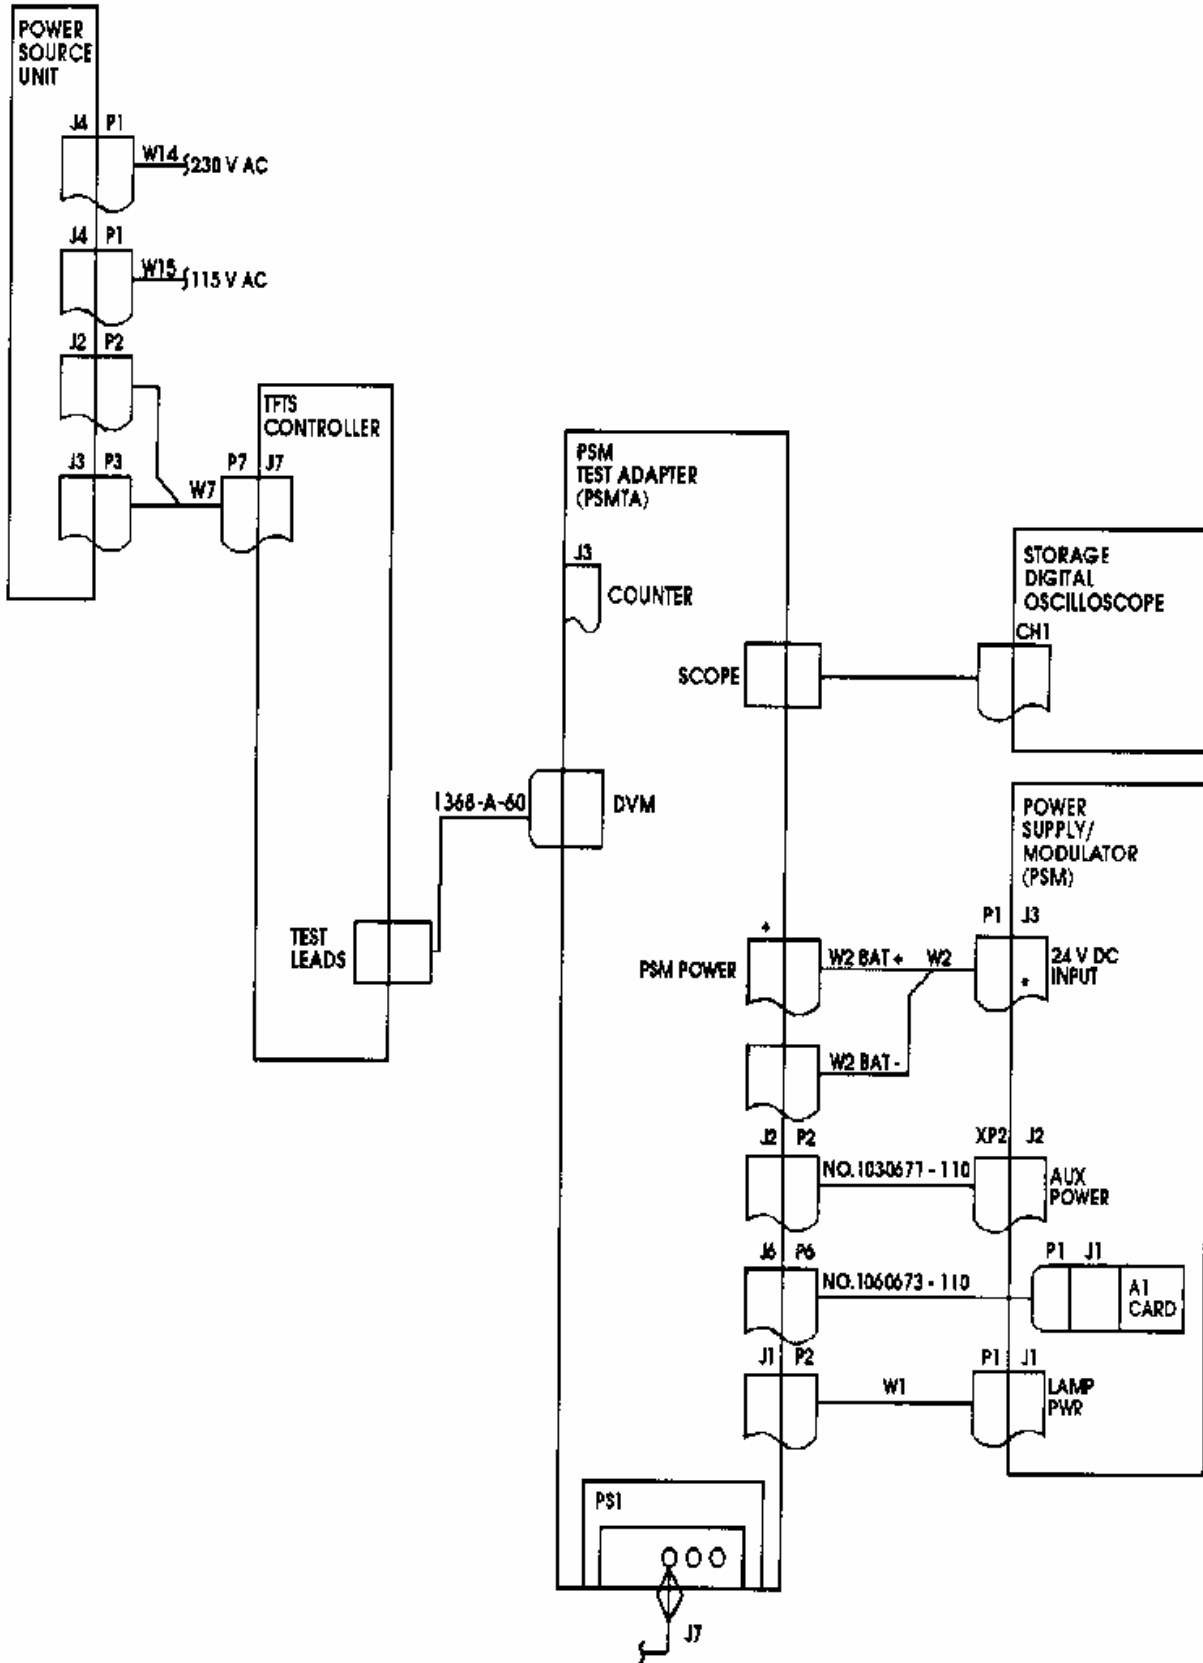 POWER
SOURCE
UNIT
J4 P1
W14
230 V AC
J4 P1
W15
115 V AC
J2 P2
J3 P3
W7
P7 J7
TFTS
CONTROLLER
TEST
LEADS
1368-A-60
PSM
TEST ADAPTER
(PSMTA)
J3
COUNTER
SCOPE
DVM
STORAGE
DIGITAL
OSCILLOSCOPE
CH1
POWER
SUPPLY/
MODULATOR
(PSM)
PSM POWER
+
W2 BAT +
W2
P1 J3
24 V DC
INPUT
*
W2 BAT -
J2 P2
NO.1030671 - 110
XP2 J2
AUX
POWER
J6 P6
NO.1060673 - 110
P1 J1
A1
CARD
J1 P2
W1
P1 J1
LAMP
PWR
PS1
J7